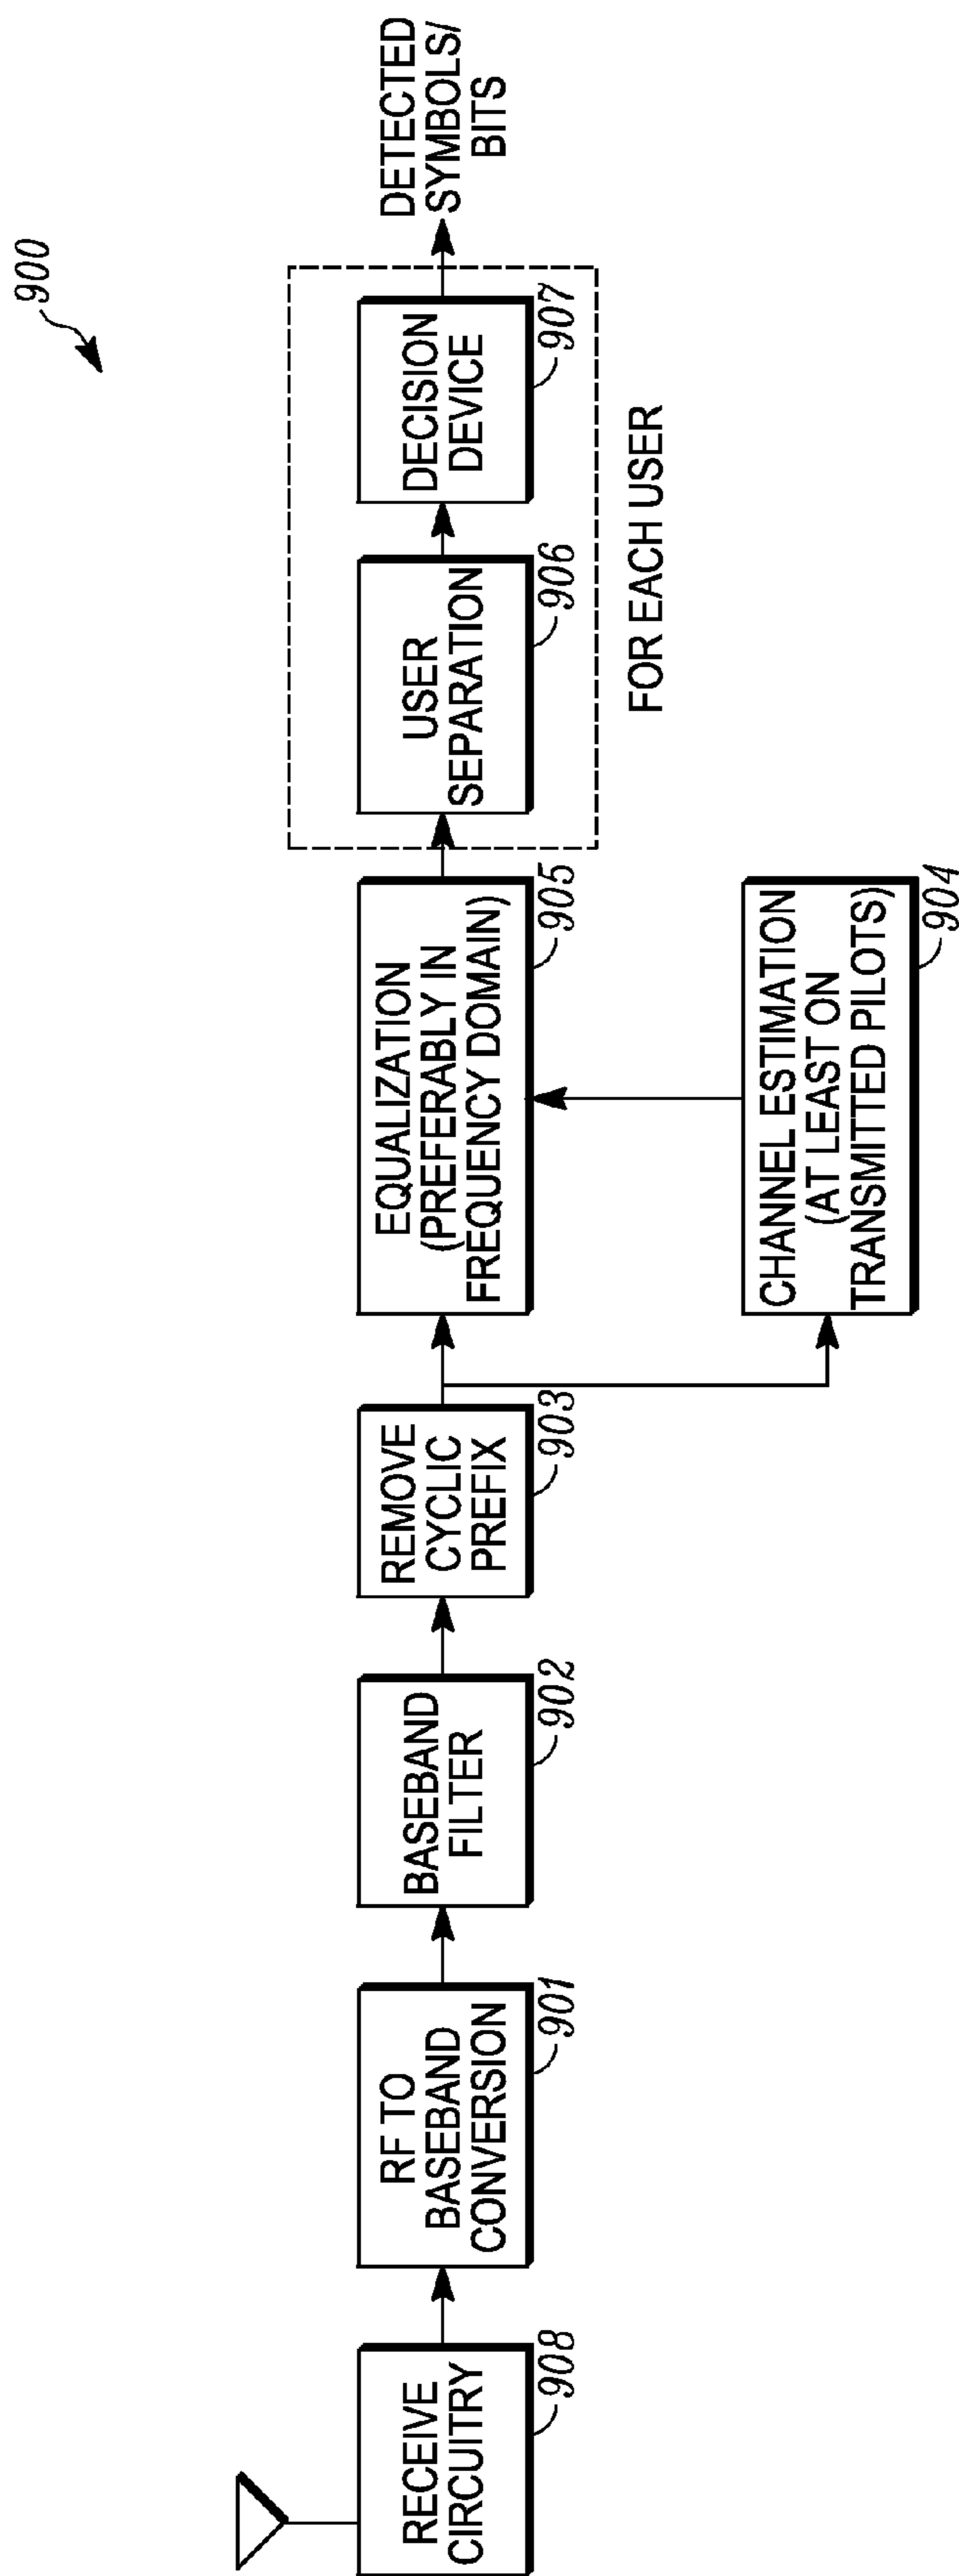 900
RECEIVE
CIRCUITRY
908
RF TO
BASEBAND
CONVERSION
901
BASEBAND
FILTER
902
REMOVE
CYCLIC
PREFIX
903
EQUALIZATION
(PREFERABLY IN
FREQUENCY DOMAIN)
905
CHANNEL ESTIMATION
(AT LEAST ON
TRANSMITTED PILOTS)
904
USER
SEPARATION
906
DECISION
DEVICE
907
FOR EACH USER
DETECTED
SYMBOLS/
BITS